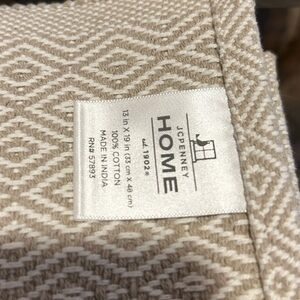 JCPENNEY
HOME
est. 1902®
13 in X 19 in (33 cm X 48 cm)
100% COTTON
MADE IN INDIA
RN# 57893